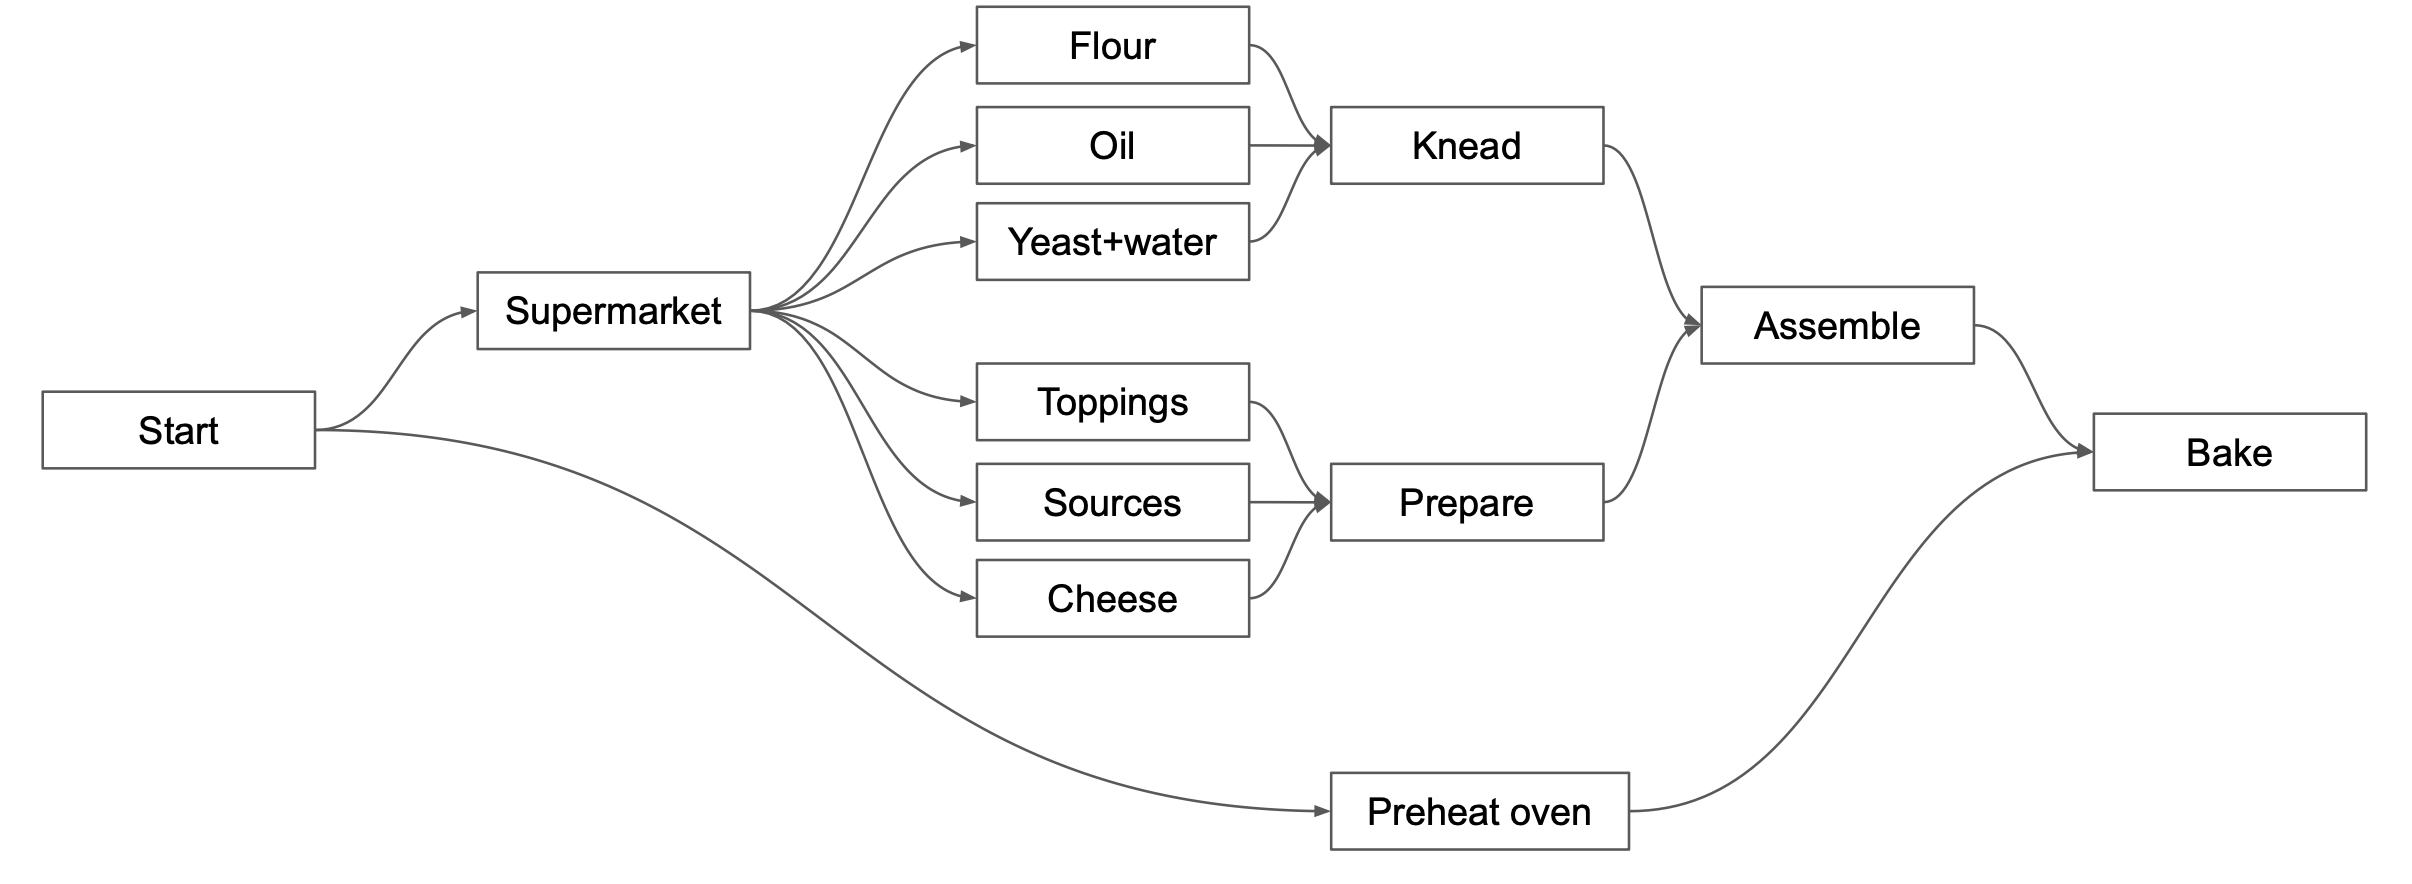 Start
Supermarket
Flour
Oil
Yeast+water
Toppings
Sources
Cheese
Knead
Prepare
Preheat oven
Assemble
Bake